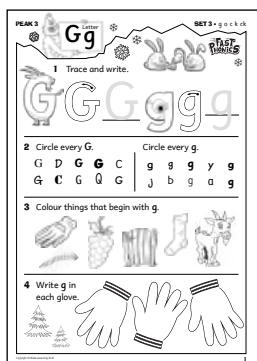 PEAK 3
Letter
Gg
SET 3 • g o c k ck
FAST PHONICS
1 Trace and write.
G G G g g g
2 Circle every G.
G D G G C
G C G Q G
Circle every g.
g g g y g
j b g a g
3 Colour things that begin with g.
4 Write g in
each glove.
1